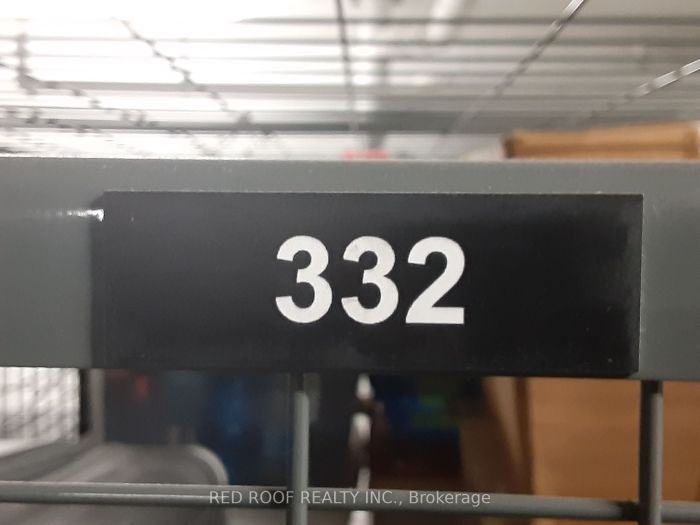 332
RED ROOF REALTY INC., Brokerage